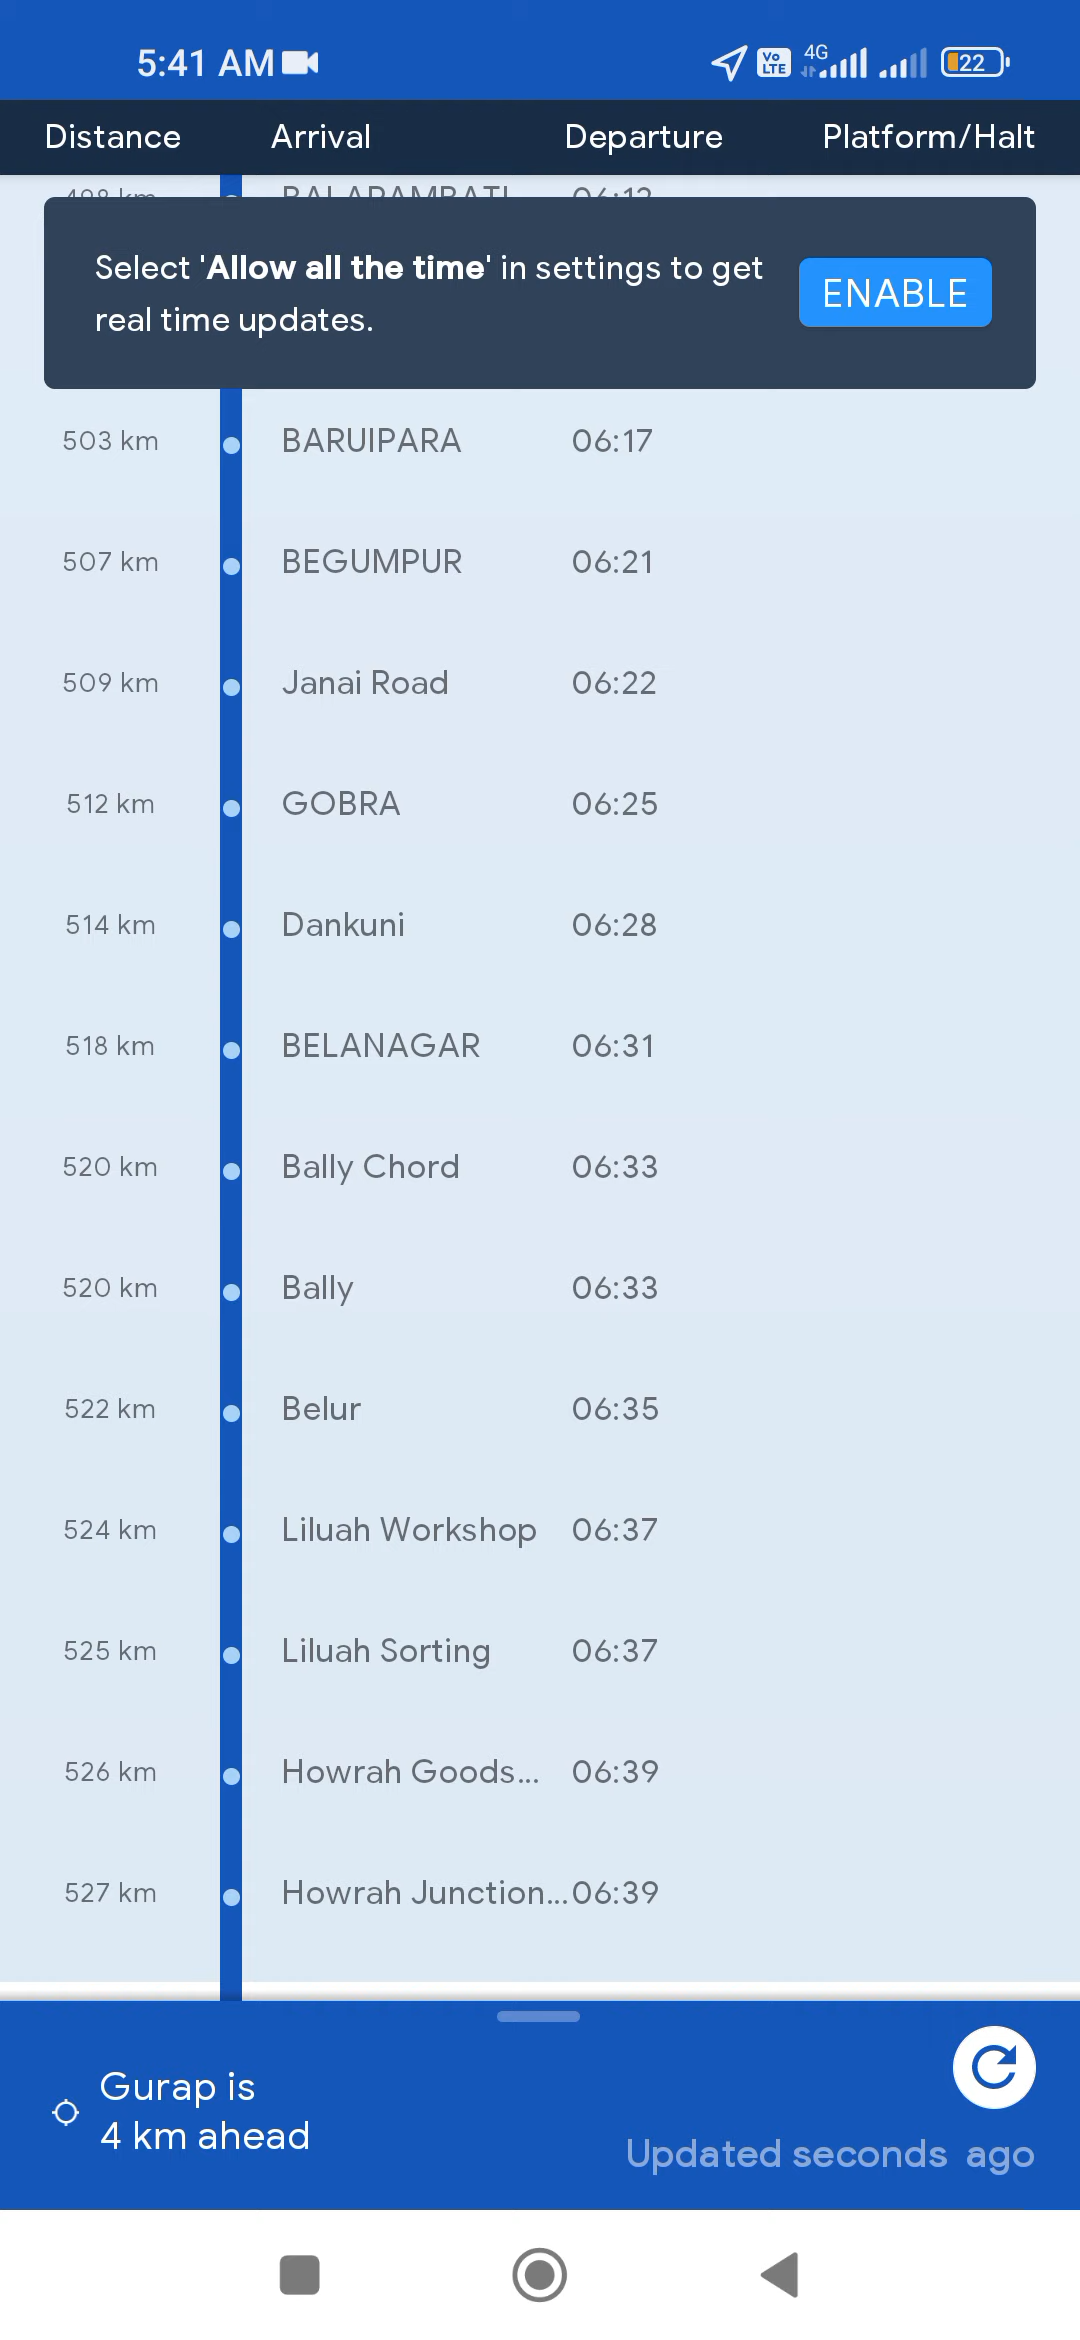 5:41 AM
4G
Vo
LTE
22
Distance Arrival Departure Platform/Halt
Select 'Allow all the time' in settings to get
real time updates.
ENABLE
503 km BARUIPARA 06:17
507 km BEGUMPUR 06:21
509 km Janai Road 06:22
512 km GOBRA 06:25
514 km Dankuni 06:28
518 km BELANAGAR 06:31
520 km Bally Chord 06:33
520 km Bally 06:33
522 km Belur 06:35
524 km Liluah Workshop 06:37
525 km Liluah Sorting 06:37
526 km Howrah Goods... 06:39
527 km Howrah Junction... 06:39
Gurap is
4 km ahead
Updated seconds ago